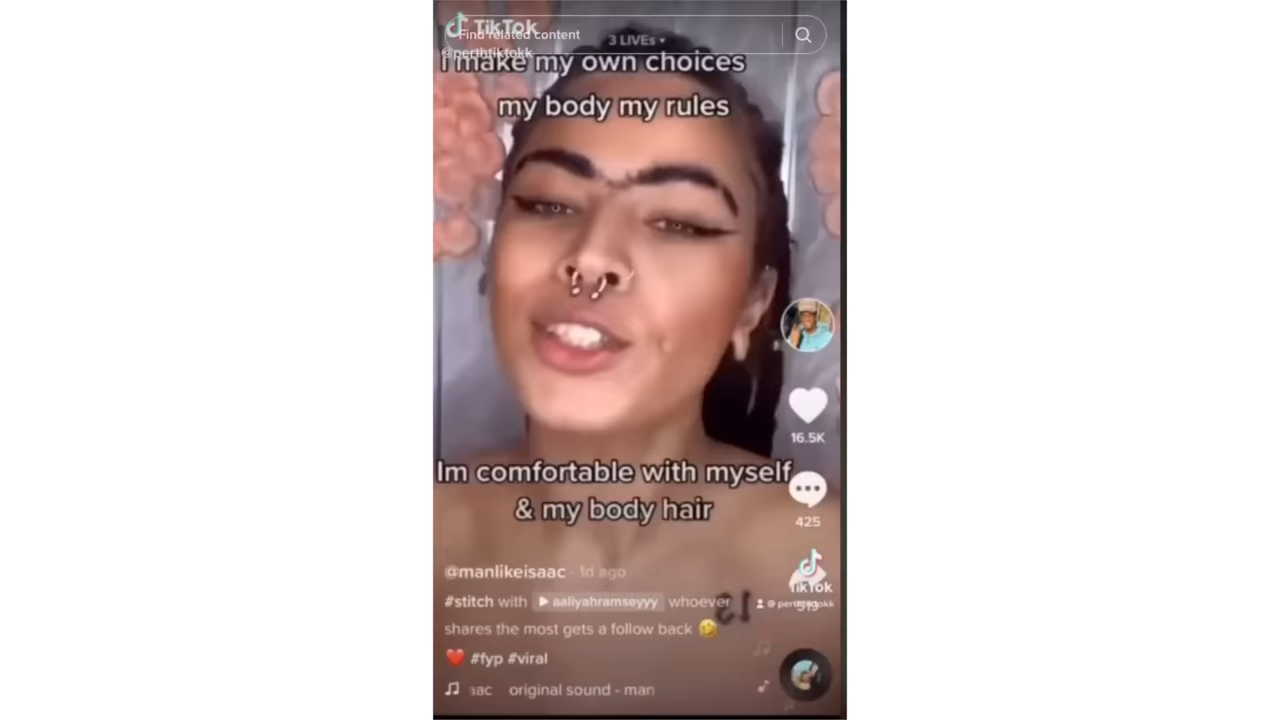 TikTok
Find related content
3 LIVEs
@perthtiktokk
i make my own choices
my body my rules
16.5K
Im comfortable with myself
& my body hair
425
@manlikeisaac · 1d ago
TikTok
#stitch with aaliyahramseyyy whoever
@ perthtiktokk
shares the most gets a follow back 🤣
❤️ #fyp #viral
aac original sound - man